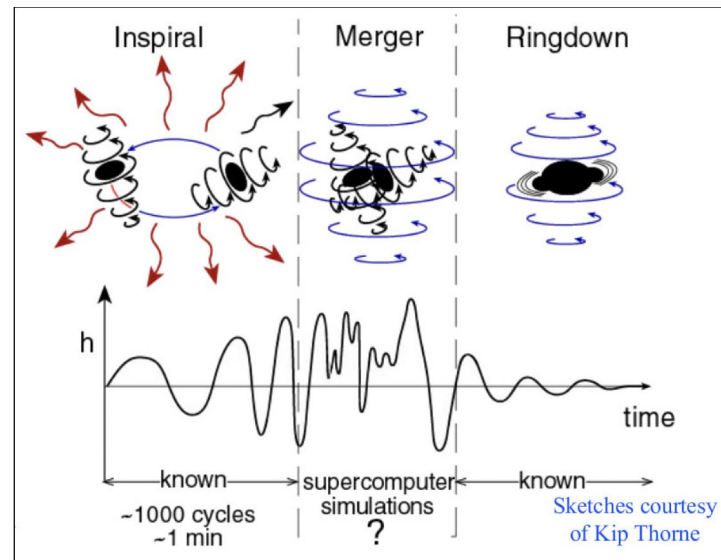 Inspiral
Merger
Ringdown
h
time
known
supercomputer
simulations
?
known
~1000 cycles
~1 min
Sketches courtesy
of Kip Thorne